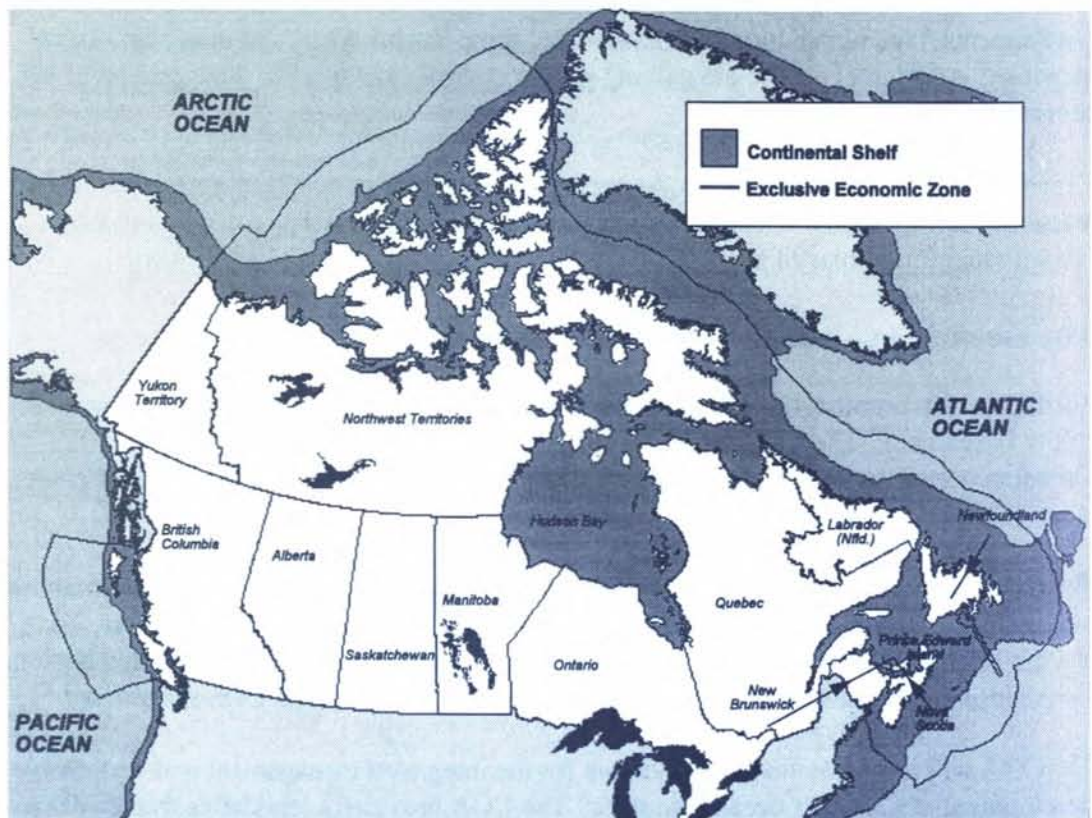 ARCTIC
OCEAN
Continental Shelf
Exclusive Economic Zone
Yukon
Territory
Northwest Territories
ATLANTIC
OCEAN
British
Columbia
Alberta
Hudson Bay
Labrador
(Nfld.)
Newfoundland
Manitoba
Quebec
Saskatchewan
Ontario
Prince Edward
Island
New
Brunswick
Nova
Scotia
PACIFIC
OCEAN